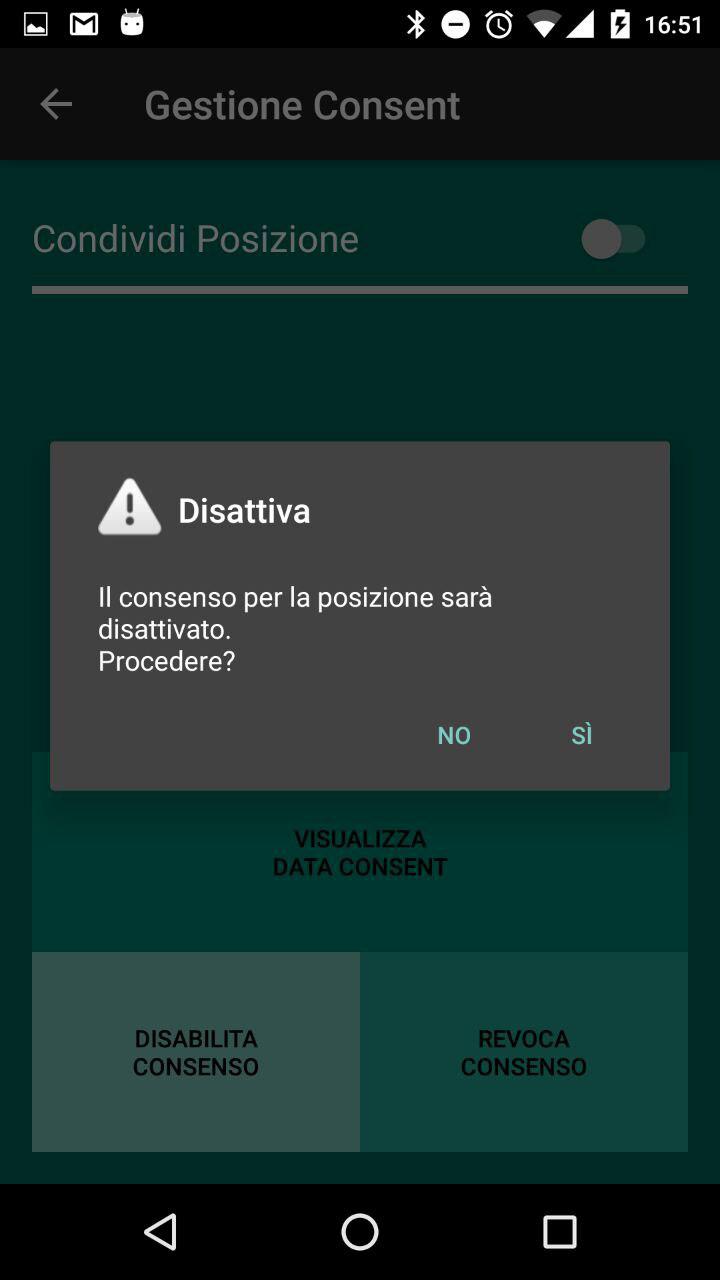 16:51
Gestione Consent
Condividi Posizione
Disattiva
Il consenso per la posizione sarà
disattivato.
Procedere?
NO SÌ
VISUALIZZA
DATA CONSENT
DISABILITA
CONSENSO
REVOCA
CONSENSO